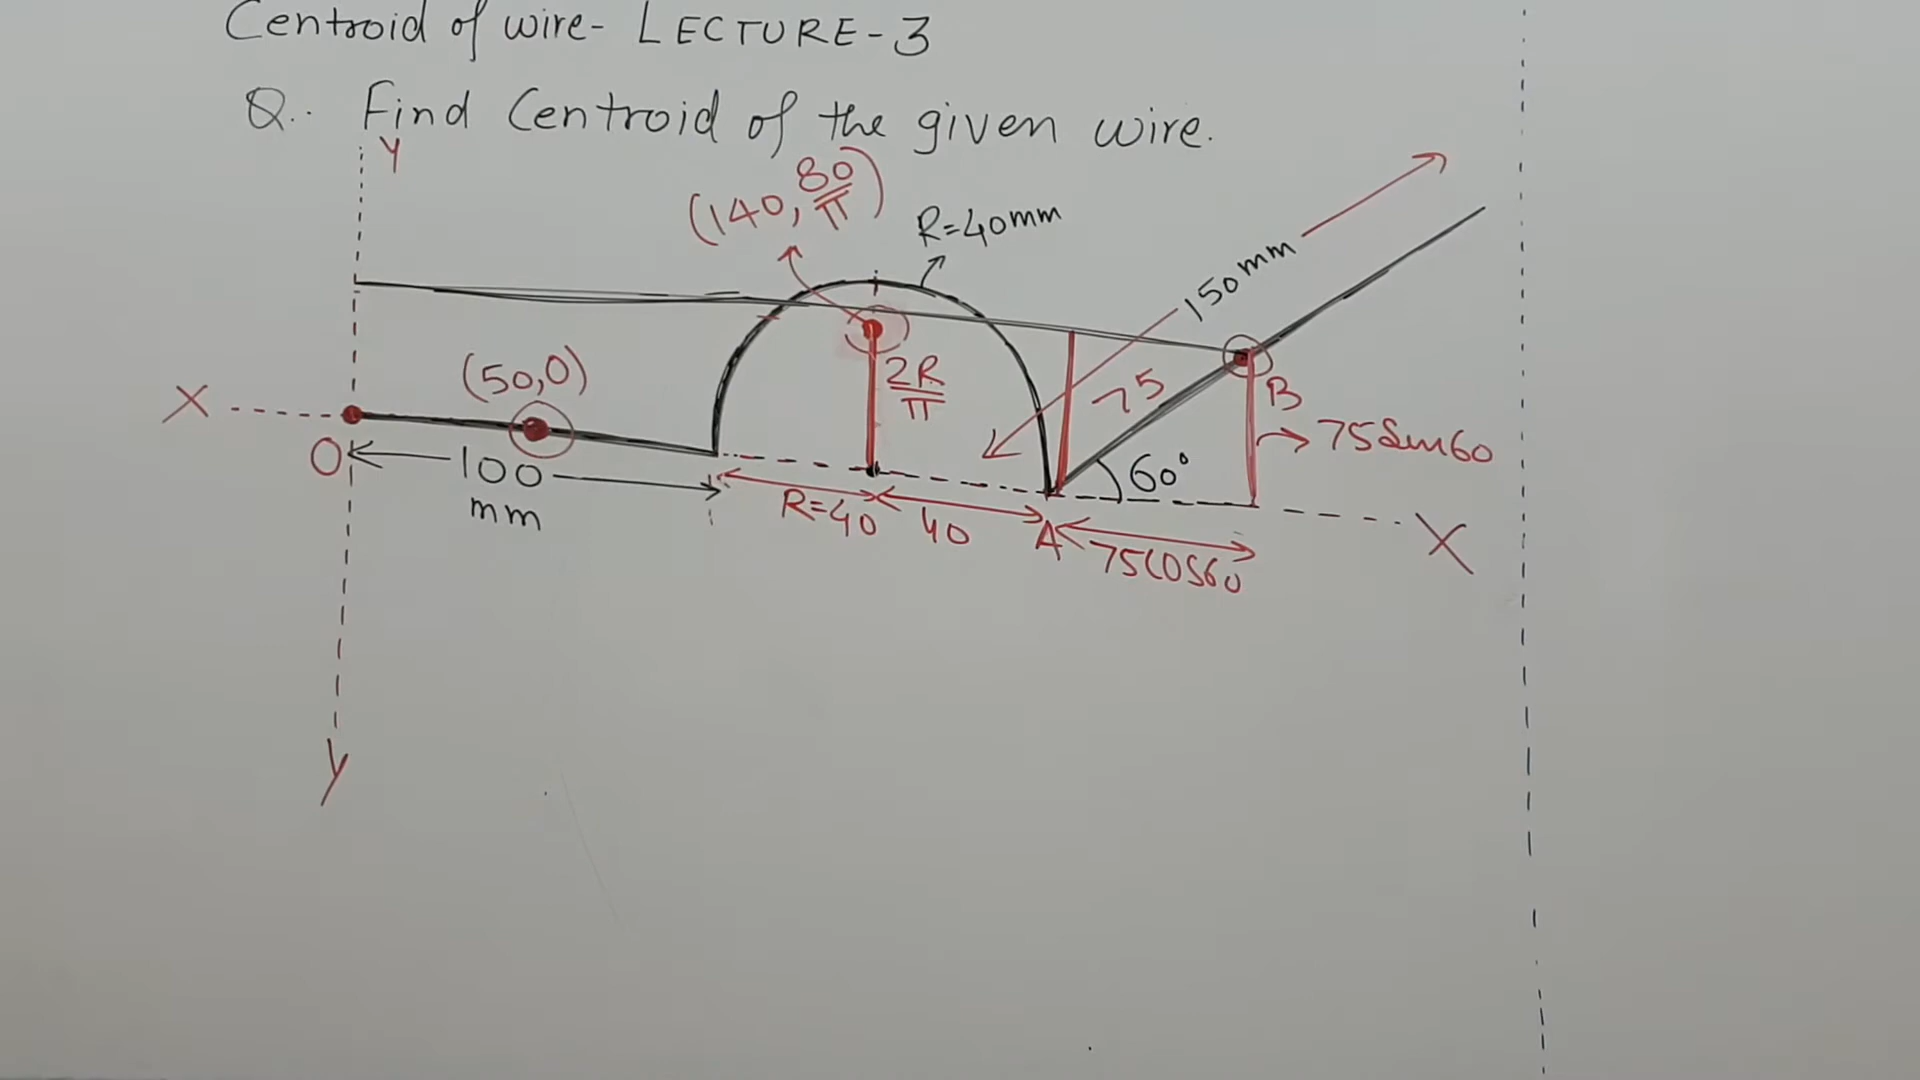 Centroid of wire- LECTURE-3
Q.. Find Centroid of the given wire.
Y
(140, 80/π)
R=40mm
150mm
(50,0)
2R/π
75
B
X
75Sin60
O
100
mm
60°
R=40
40
A
75COS60
X
y